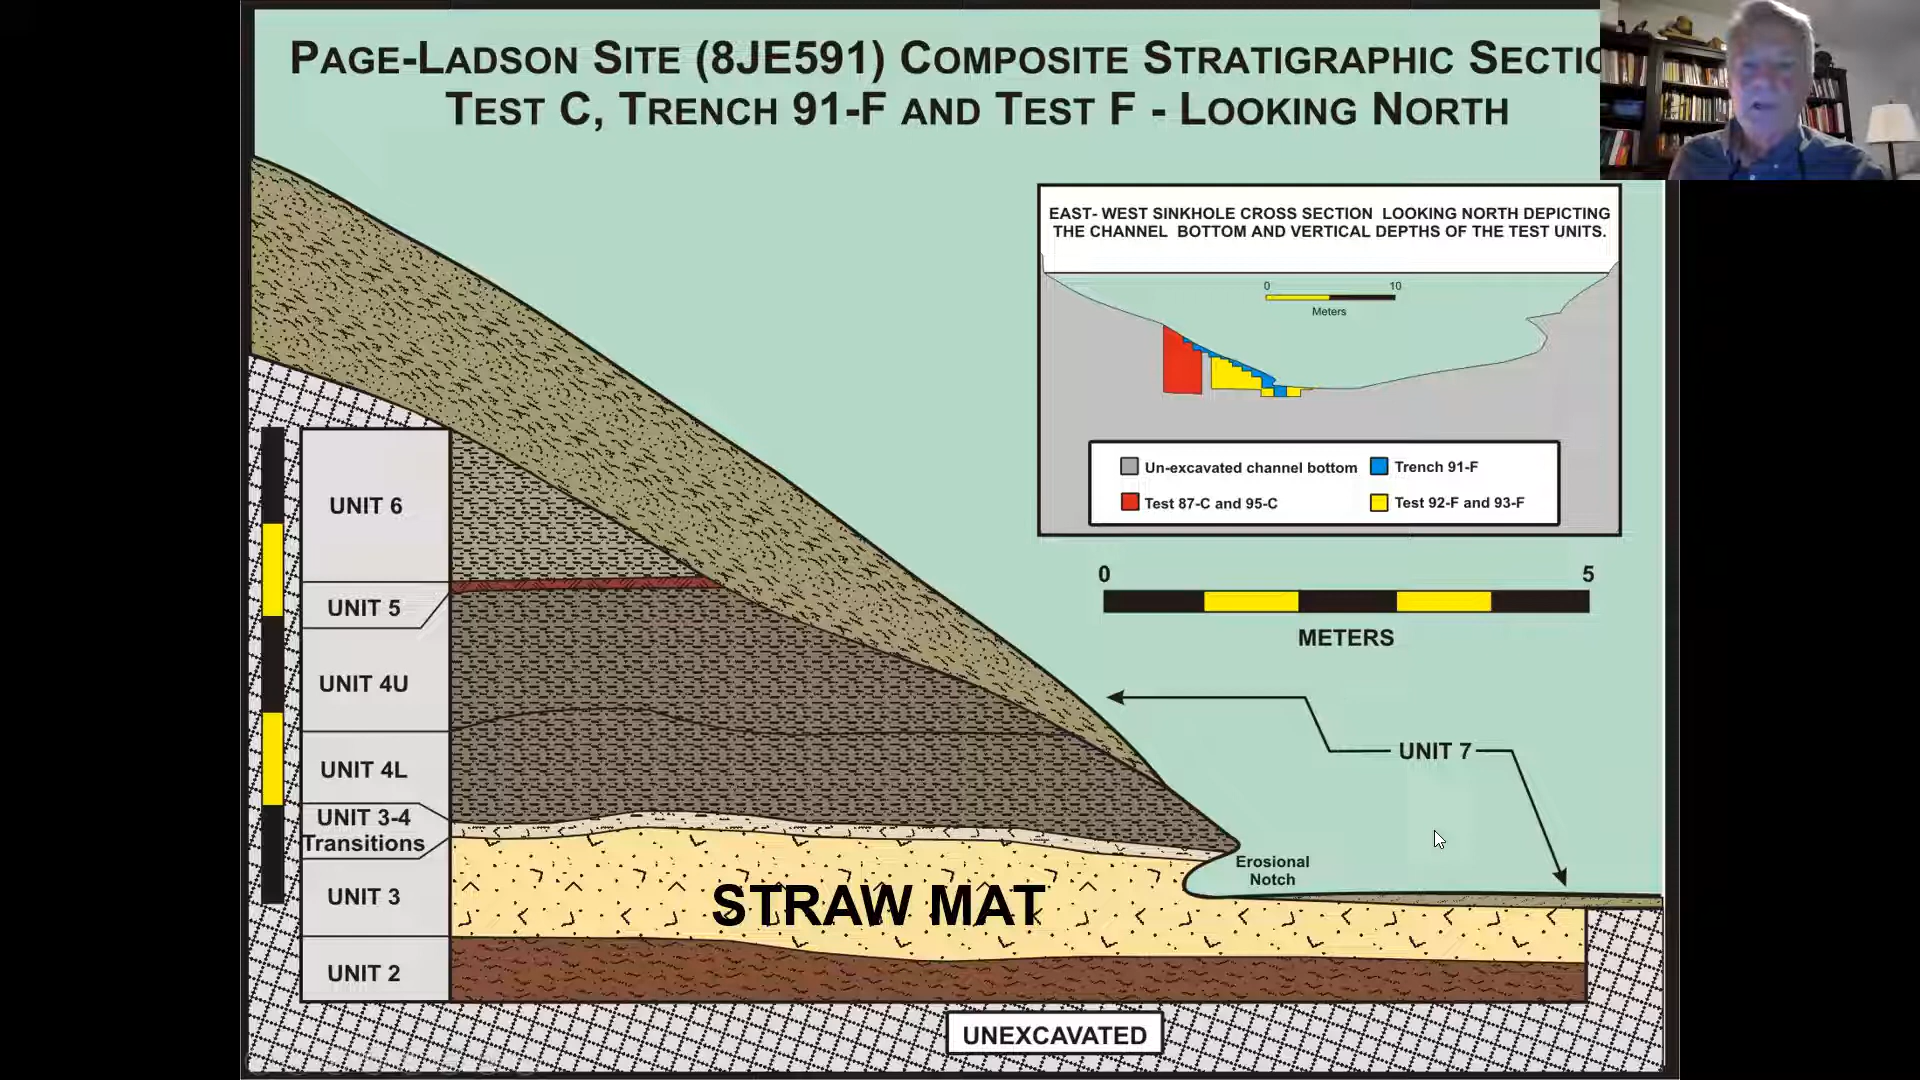 PAGE-LADSON SITE (8JE591) COMPOSITE STRATIGRAPHIC SECTIO
TEST C, TRENCH 91-F AND TEST F - LOOKING NORTH
EAST- WEST SINKHOLE CROSS SECTION LOOKING NORTH DEPICTING
THE CHANNEL BOTTOM AND VERTICAL DEPTHS OF THE TEST UNITS.
0 10
Meters
Un-excavated channel bottom
Trench 91-F
Test 87-C and 95-C
Test 92-F and 93-F
0 5
METERS
UNIT 6
UNIT 5
UNIT 4U
UNIT 4L
UNIT 3-4
Transitions
UNIT 3
UNIT 2
UNIT 7
Erosional
Notch
STRAW MAT
UNEXCAVATED